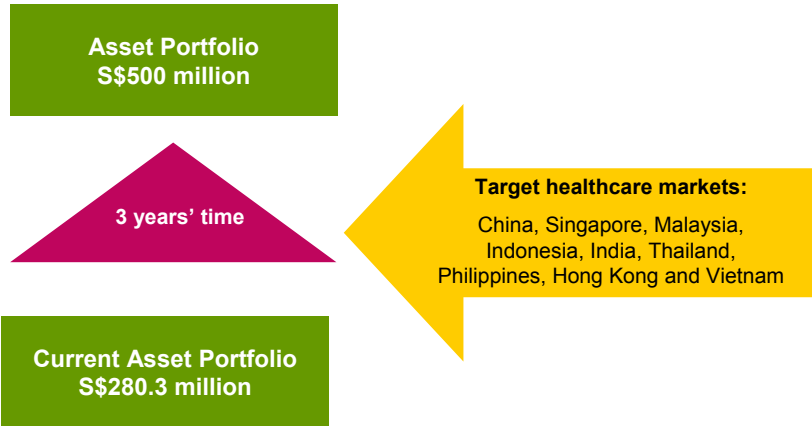 Asset Portfolio
S$500 million
3 years’ time
Target healthcare markets:
China, Singapore, Malaysia,
Indonesia, India, Thailand,
Philippines, Hong Kong and Vietnam
Current Asset Portfolio
S$280.3 million